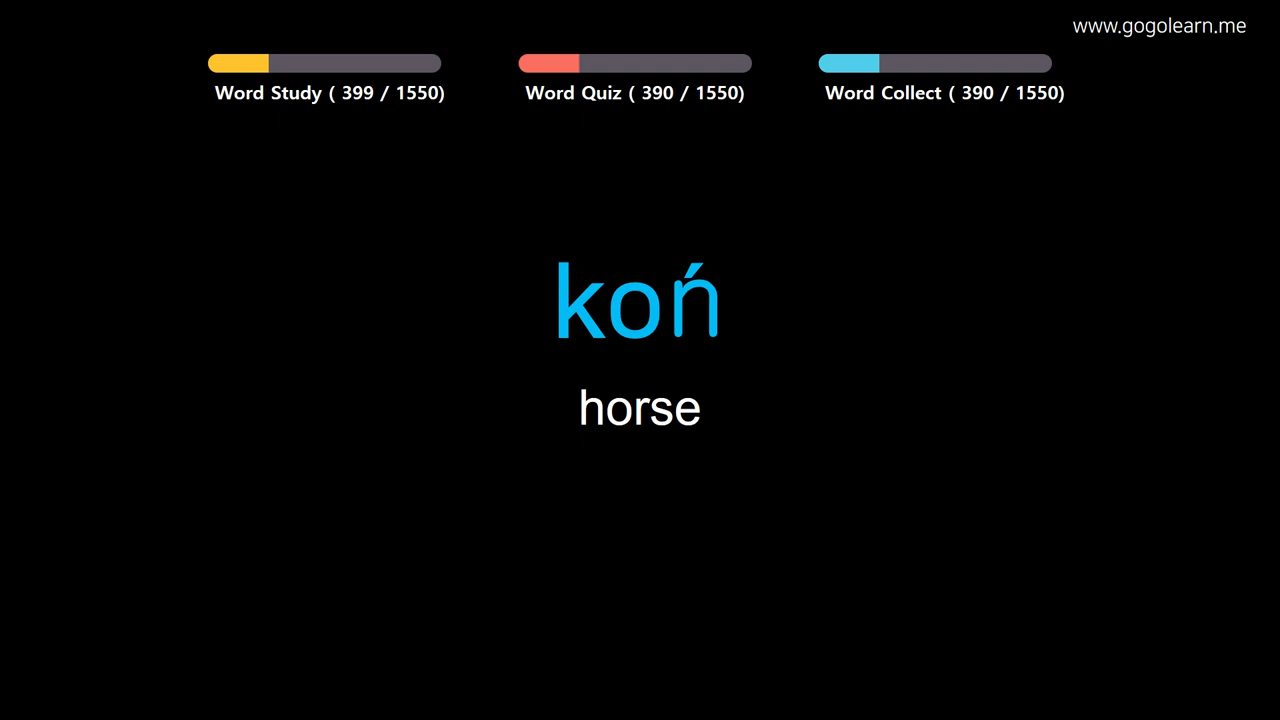 www.gogolearn.me
Word Study ( 399 / 1550)
Word Quiz ( 390 / 1550)
Word Collect ( 390 / 1550)
koń
horse